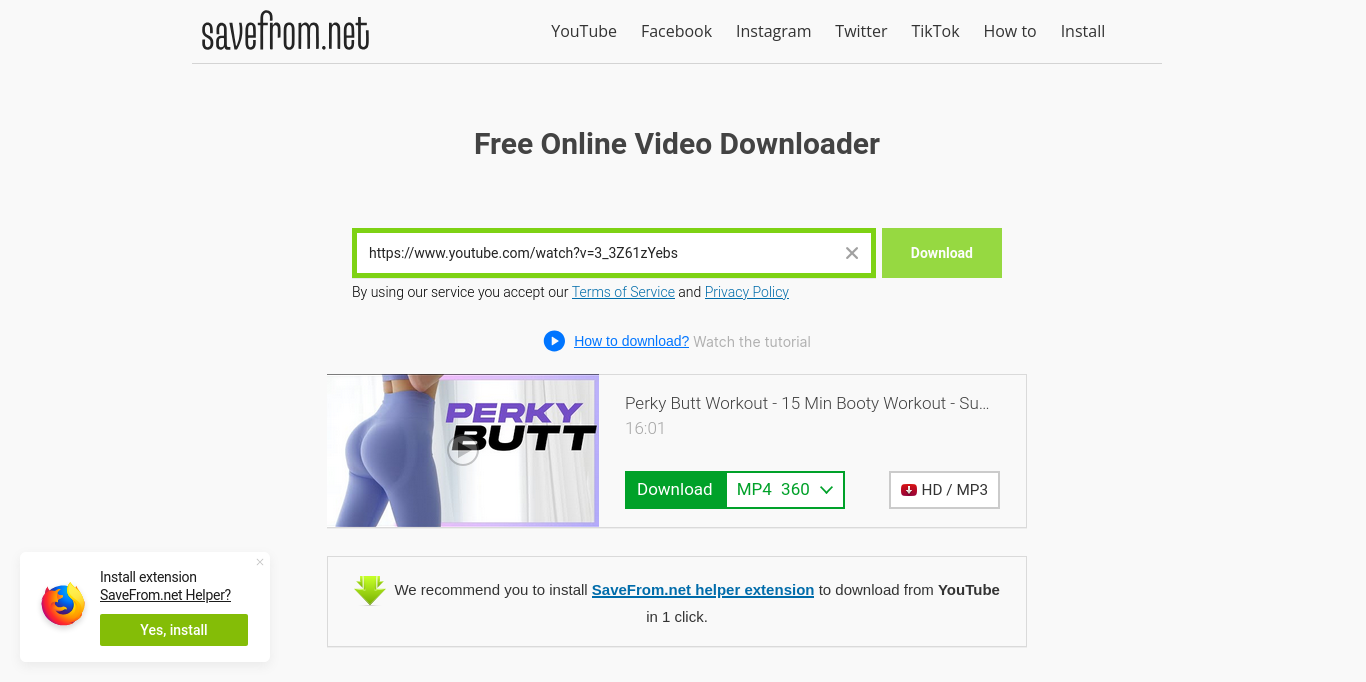 savefrom.net
YouTube Facebook Instagram Twitter TikTok How to Install
Free Online Video Downloader
https://www.youtube.com/watch?v=3_3Z61zYebs
Download
By using our service you accept our Terms of Service and Privacy Policy
How to download? Watch the tutorial
PERKY
BUTT
Perky Butt Workout - 15 Min Booty Workout - Su...
16:01
Download MP4 360
HD / MP3
We recommend you to install SaveFrom.net helper extension to download from YouTube
in 1 click.
Install extension
SaveFrom.net Helper?
Yes, install